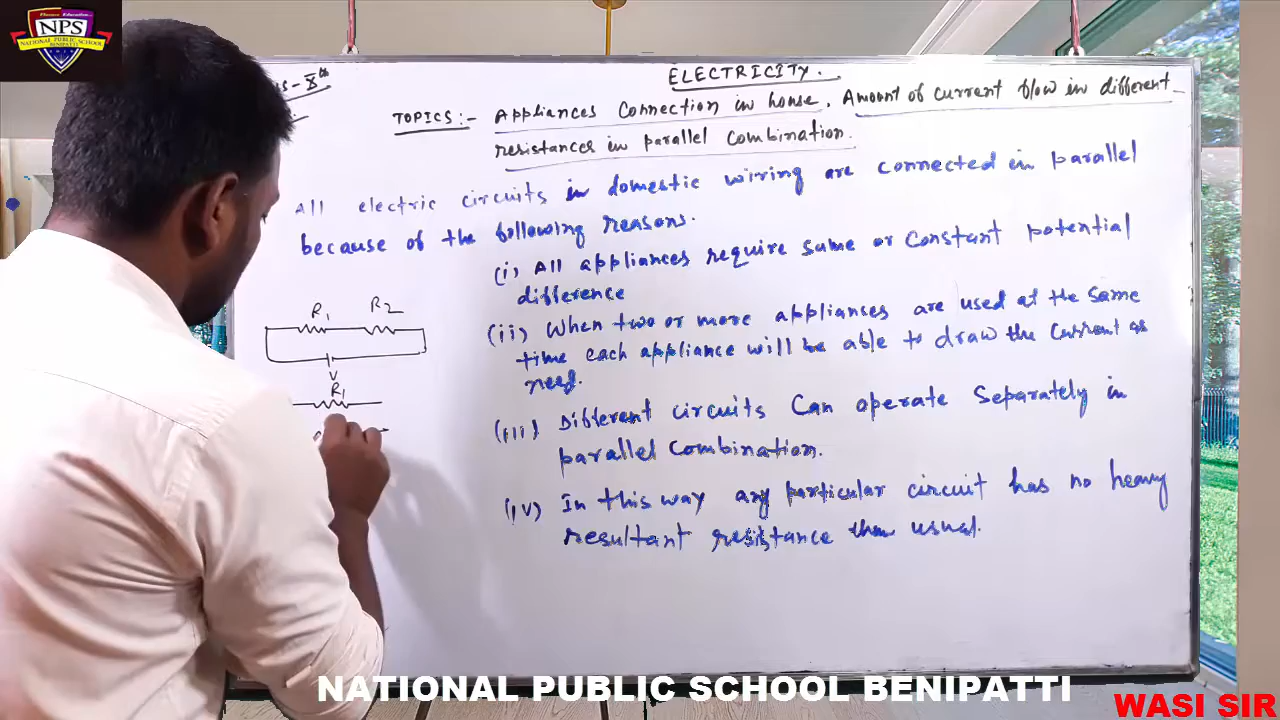 NPS
NATIONAL PUBLIC SCHOOL
BENIPATTI
ELECTRICITY.
TOPICS:- Appliances Connection in house, Amount of current flow in different
resistances in parallel Combination.
All electric circuits in domestic wiring are connected in parallel
because of the following reasons.
(i) All appliances require same or constant potential
difference
(ii) When two or more appliances are used at the same
time each appliance will be able to draw the current as
need.
(iii) Different circuits Can operate Separately in
parallel Combination.
(iv) In this way any particular circuit has no heavy
resultant resistance than usual.
R1 R2
V
R1
NATIONAL PUBLIC SCHOOL BENIPATTI
WASI SIR